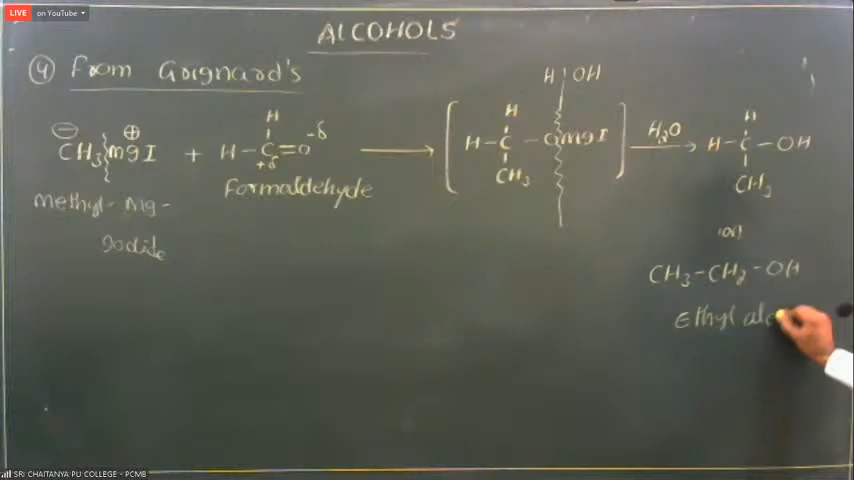 LIVE on YouTube
ALCOHOLS
④ From Grignard's
H OH
⊖ ⊕ H -δ H H
CH3 MgI + H-C=O → [H-C-OMgI] H2O → H-C-OH
+δ
CH3 CH3
Formaldehyde
Methyl-Mg-
Iodide
(or)
CH3-CH2-OH
Ethyl alc
SRI CHAITANYA PU COLLEGE - PCMB